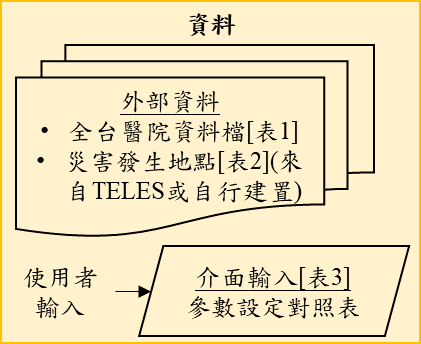 資料
外部資料
• 全台醫院資料檔[表1]
• 災害發生地點[表2](來
自TELES或自行建置)
使用者
輸入
介面輸入[表3]
參數設定對照表